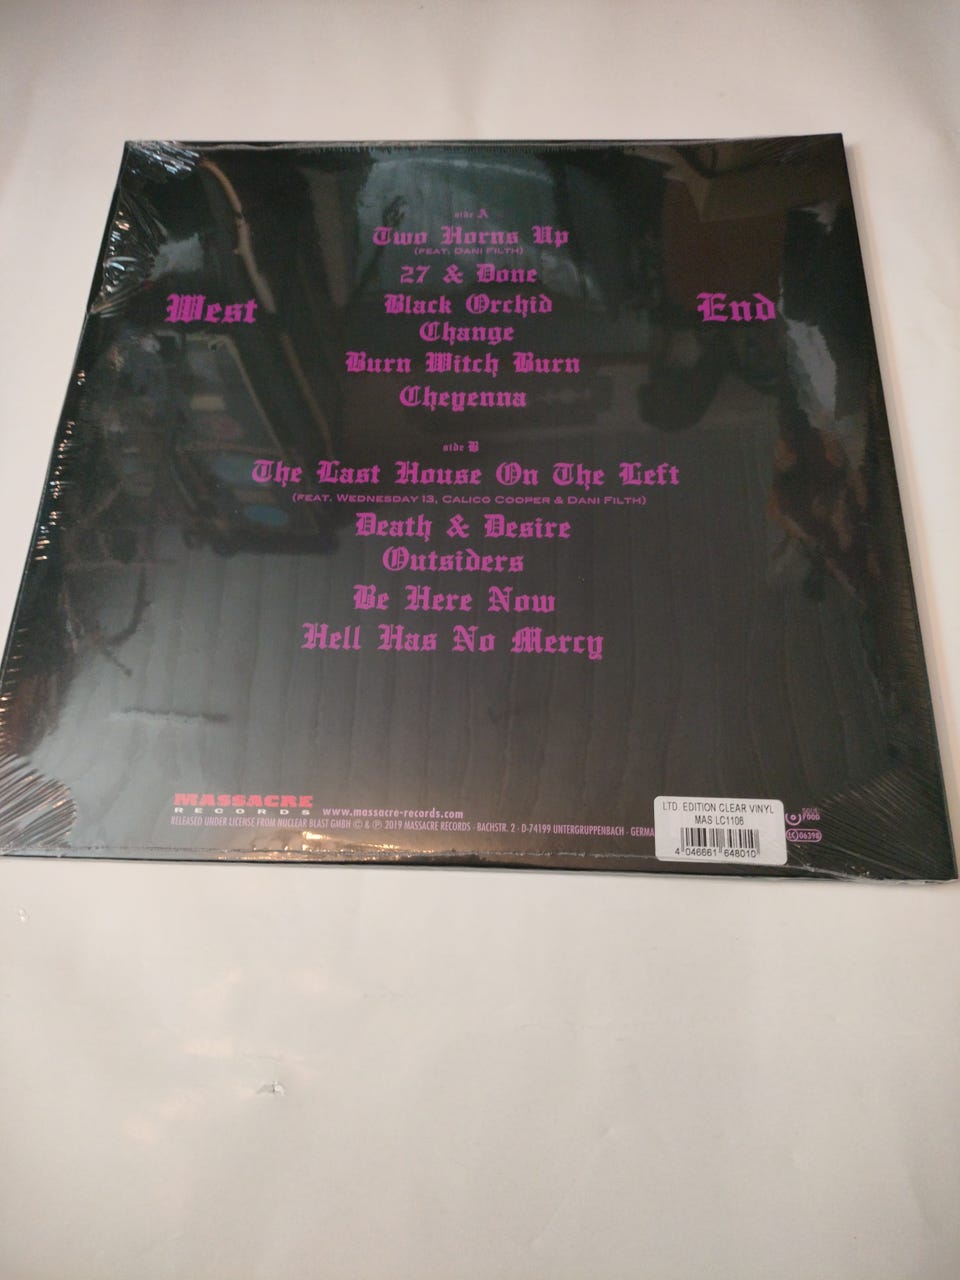 side A
Two Horns Up
(FEAT. DANI FILTH)
27 & Done
West
Black Orchid
End
Change
Burn Witch Burn
Cheyenna
side B
The Last House On The Left
(FEAT. WEDNESDAY 13, CALICO COOPER & DANI FILTH)
Death & Desire
Outsiders
Be Here Now
Hell Has No Mercy
MASSACRE
RECORDS www.massacre-records.com
RELEASED UNDER LICENSE FROM NUCLEAR BLAST GMBH © & ℗ 2019 MASSACRE RECORDS · BACHSTR. 2 · D-74199 UNTERGRUPPENBACH · GERMA
LTD. EDITION CLEAR VINYL
MAS LC1106
4 046661 648010
LC 06398